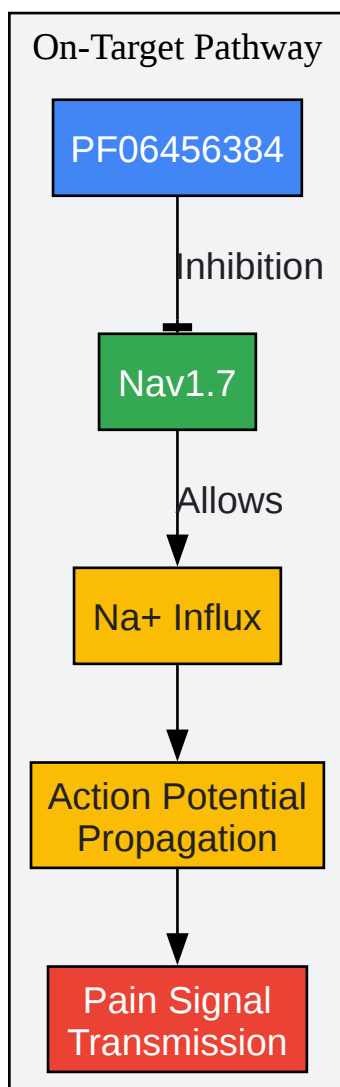 On-Target Pathway
PF06456384
Inhibition
Nav1.7
Allows
Na+ Influx
Action Potential
Propagation
Pain Signal
Transmission